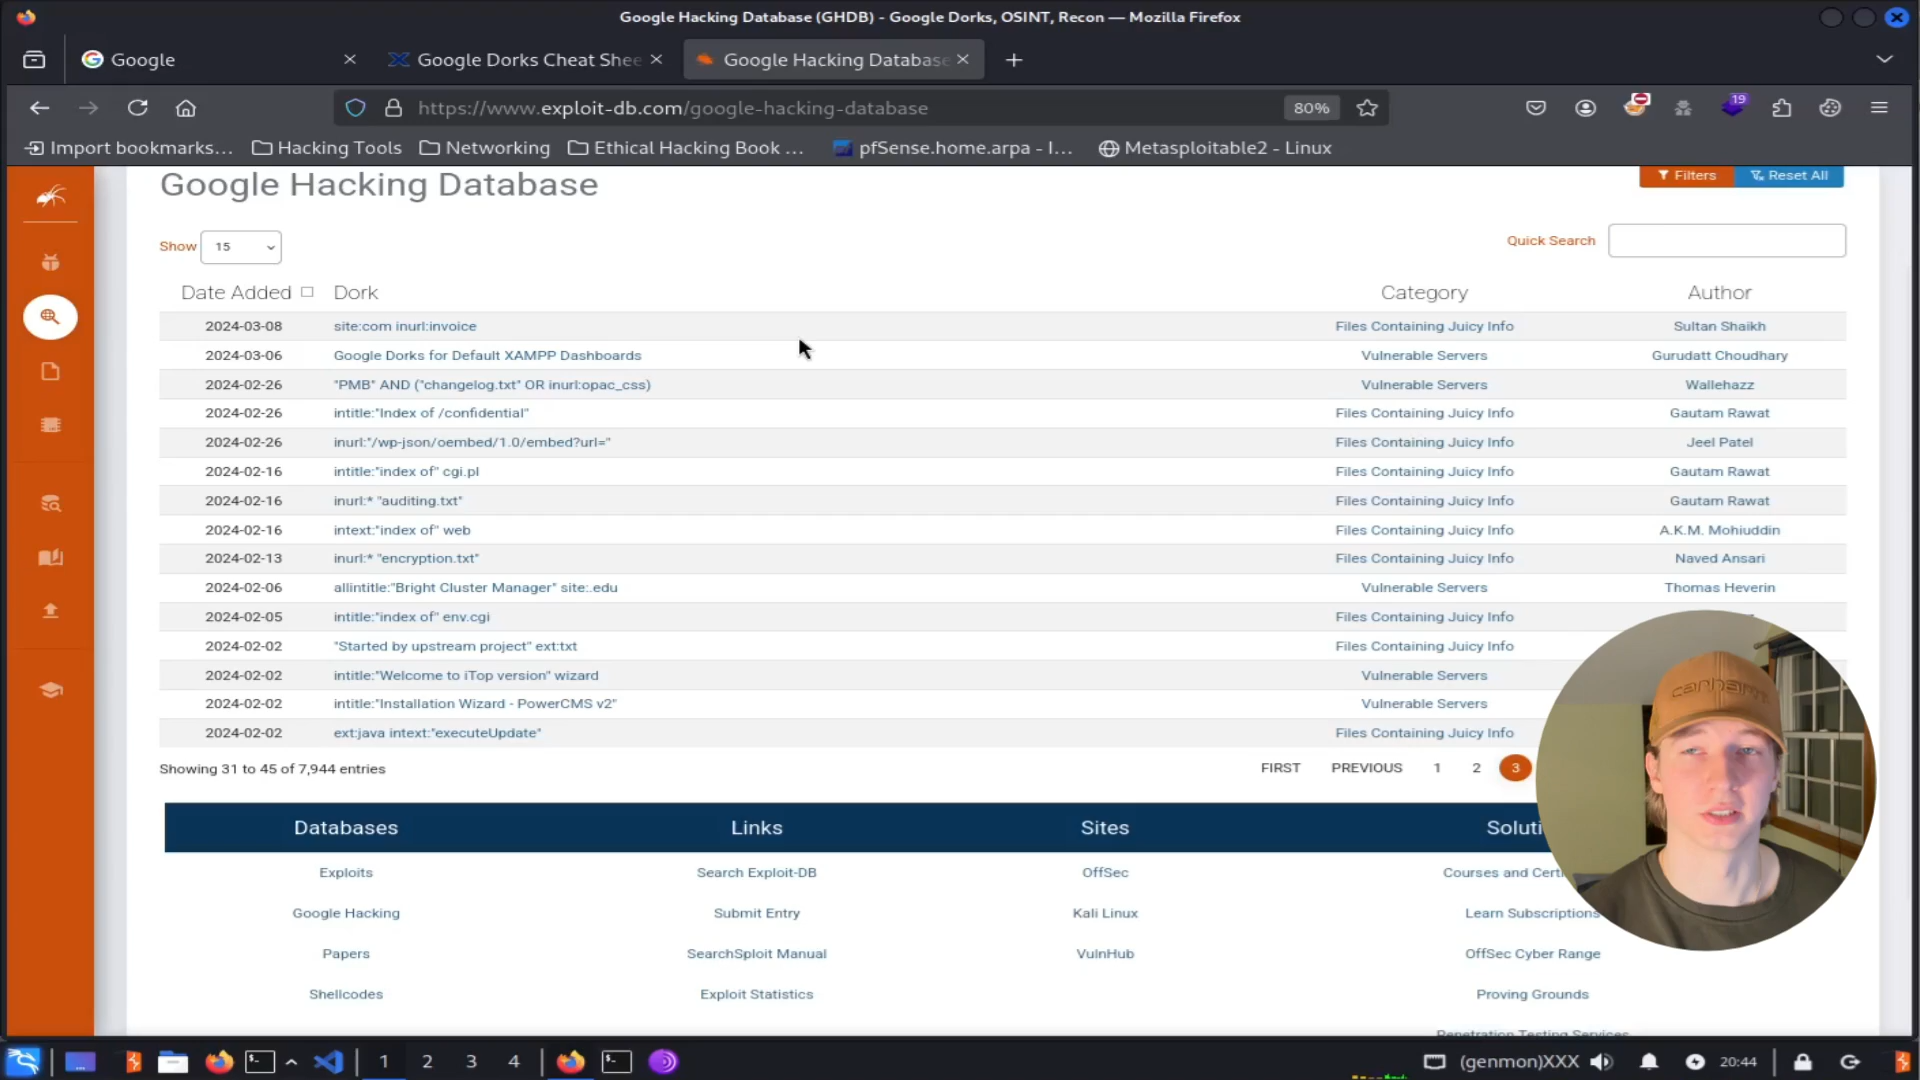 Google Hacking Database (GHDB) - Google Dorks, OSINT, Recon — Mozilla Firefox
Google
Google Dorks Cheat Shee
Google Hacking Database
https://www.exploit-db.com/google-hacking-database
80%
19
Import bookmarks...
Hacking Tools
Networking
Ethical Hacking Book ...
pfSense.home.arpa - I...
Metasploitable2 - Linux
Google Hacking Database
Filters
Reset All
Show 15
Quick Search
Date Added Dork Category Author
2024-03-08 site:com inurl:invoice Files Containing Juicy Info Sultan Shaikh
2024-03-06 Google Dorks for Default XAMPP Dashboards Vulnerable Servers Gurudatt Choudhary
2024-02-26 "PMB" AND ("changelog.txt" OR inurl:opac_css) Vulnerable Servers Wallehazz
2024-02-26 intitle:"Index of /confidential" Files Containing Juicy Info Gautam Rawat
2024-02-26 inurl:"/wp-json/oembed/1.0/embed?url=" Files Containing Juicy Info Jeel Patel
2024-02-16 intitle:"index of" cgi.pl Files Containing Juicy Info Gautam Rawat
2024-02-16 inurl:* "auditing.txt" Files Containing Juicy Info Gautam Rawat
2024-02-16 intext:"index of" web Files Containing Juicy Info A.K.M. Mohiuddin
2024-02-13 inurl:* "encryption.txt" Files Containing Juicy Info Naved Ansari
2024-02-06 allintitle:"Bright Cluster Manager" site:.edu Vulnerable Servers Thomas Heverin
2024-02-05 intitle:"index of" env.cgi Files Containing Juicy Info
2024-02-02 "Started by upstream project" ext:txt Files Containing Juicy Info
2024-02-02 intitle:"Welcome to iTop version" wizard Vulnerable Servers
2024-02-02 intitle:"Installation Wizard - PowerCMS v2" Vulnerable Servers
2024-02-02 ext:java intext:"executeUpdate" Files Containing Juicy Info
Showing 31 to 45 of 7,944 entries
FIRST PREVIOUS 1 2 3
carhartt
Databases Links Sites Soluti
Exploits Search Exploit-DB OffSec Courses and Certi
Google Hacking Submit Entry Kali Linux Learn Subscriptions
Papers SearchSploit Manual VulnHub OffSec Cyber Range
Shellcodes Exploit Statistics Proving Grounds
Penetration Testing Services
1 2 3 4
(genmon)XXX
20:44